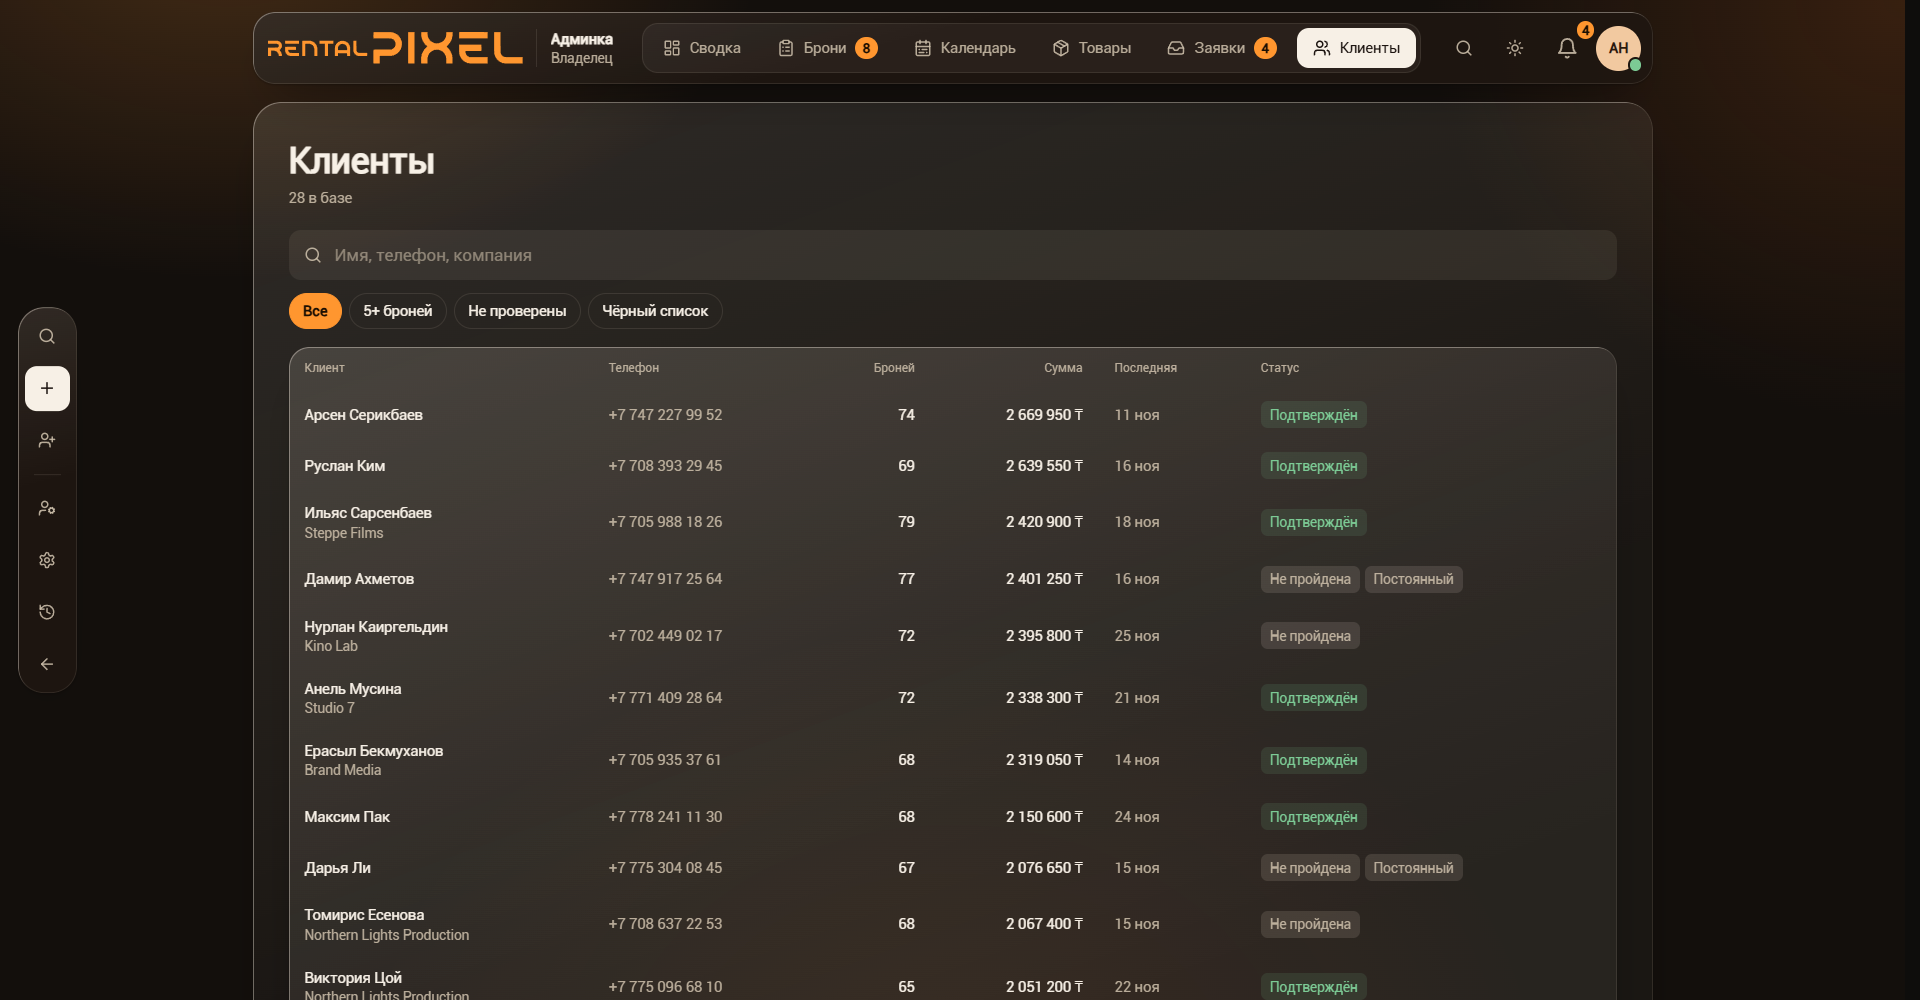 RENTAL PIXEL
Админка
Владелец
Сводка
Брони 8
Календарь
Товары
Заявки 4
Клиенты
4
АН
Клиенты
28 в базе
Имя, телефон, компания
Все
5+ броней
Не проверены
Чёрный список
Клиент Телефон Броней Сумма Последняя Статус
Арсен Серикбаев +7 747 227 99 52 74 2 669 950 ₸ 11 ноя Подтверждён
Руслан Ким +7 708 393 29 45 69 2 639 550 ₸ 16 ноя Подтверждён
Ильяс Сарсенбаев +7 705 988 18 26 79 2 420 900 ₸ 18 ноя Подтверждён
Steppe Films
Дамир Ахметов +7 747 917 25 64 77 2 401 250 ₸ 16 ноя Не пройдена Постоянный
Нурлан Каиргельдин +7 702 449 02 17 72 2 395 800 ₸ 25 ноя Не пройдена
Kino Lab
Анель Мусина +7 771 409 28 64 72 2 338 300 ₸ 21 ноя Подтверждён
Studio 7
Ерасыл Бекмуханов +7 705 935 37 61 68 2 319 050 ₸ 14 ноя Подтверждён
Brand Media
Максим Пак +7 778 241 11 30 68 2 150 600 ₸ 24 ноя Подтверждён
Дарья Ли +7 775 304 08 45 67 2 076 650 ₸ 15 ноя Не пройдена Постоянный
Томирис Есенова +7 708 637 22 53 68 2 067 400 ₸ 15 ноя Не пройдена
Northern Lights Production
Виктория Цой +7 775 096 68 10 65 2 051 200 ₸ 22 ноя Подтверждён
Northern Lights Production